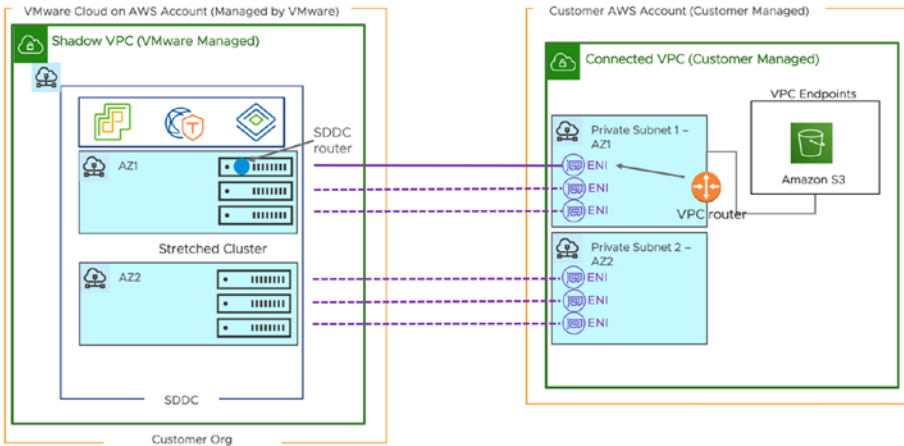 VMware Cloud on AWS Account (Managed by VMware)
Shadow VPC (VMware Managed)
T
SDDC
router
AZ1
Stretched Cluster
AZ2
SDDC
Customer Org
Customer AWS Account (Customer Managed)
Connected VPC (Customer Managed)
VPC Endpoints
Amazon S3
Private Subnet 1 –
AZ1
ENI
ENI
ENI
VPC router
Private Subnet 2 –
AZ2
ENI
ENI
ENI